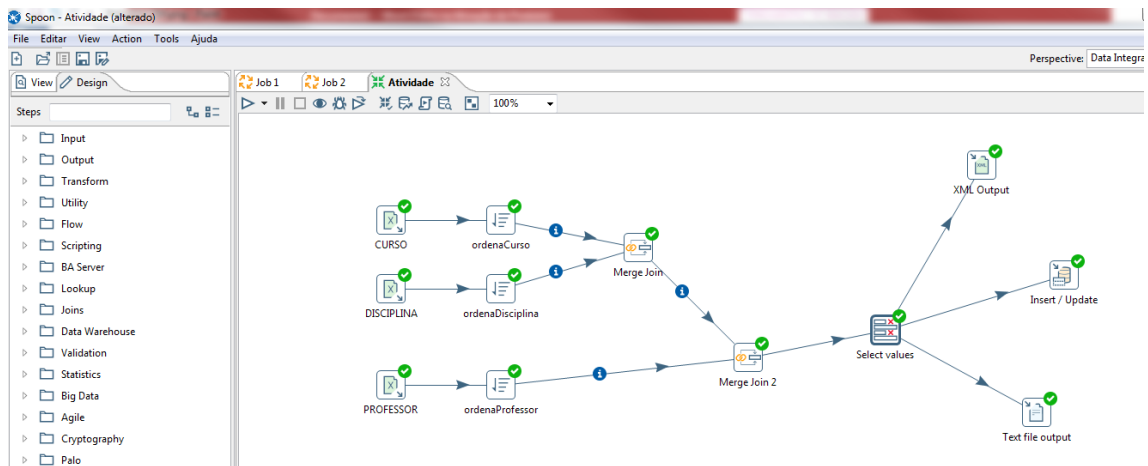 Spoon - Atividade (alterado)
File Editar View Action Tools Ajuda
Perspective: Data Integra
View Design
Job 1 Job 2 Atividade
Steps
100%
Input
Output
Transform
Utility
Flow
Scripting
BA Server
Lookup
Joins
Data Warehouse
Validation
Statistics
Big Data
Agile
Cryptography
Palo
XML Output
CURSO
ordenaCurso
Merge Join
DISCIPLINA
ordenaDisciplina
Insert / Update
Select values
Merge Join 2
PROFESSOR
ordenaProfessor
Text file output